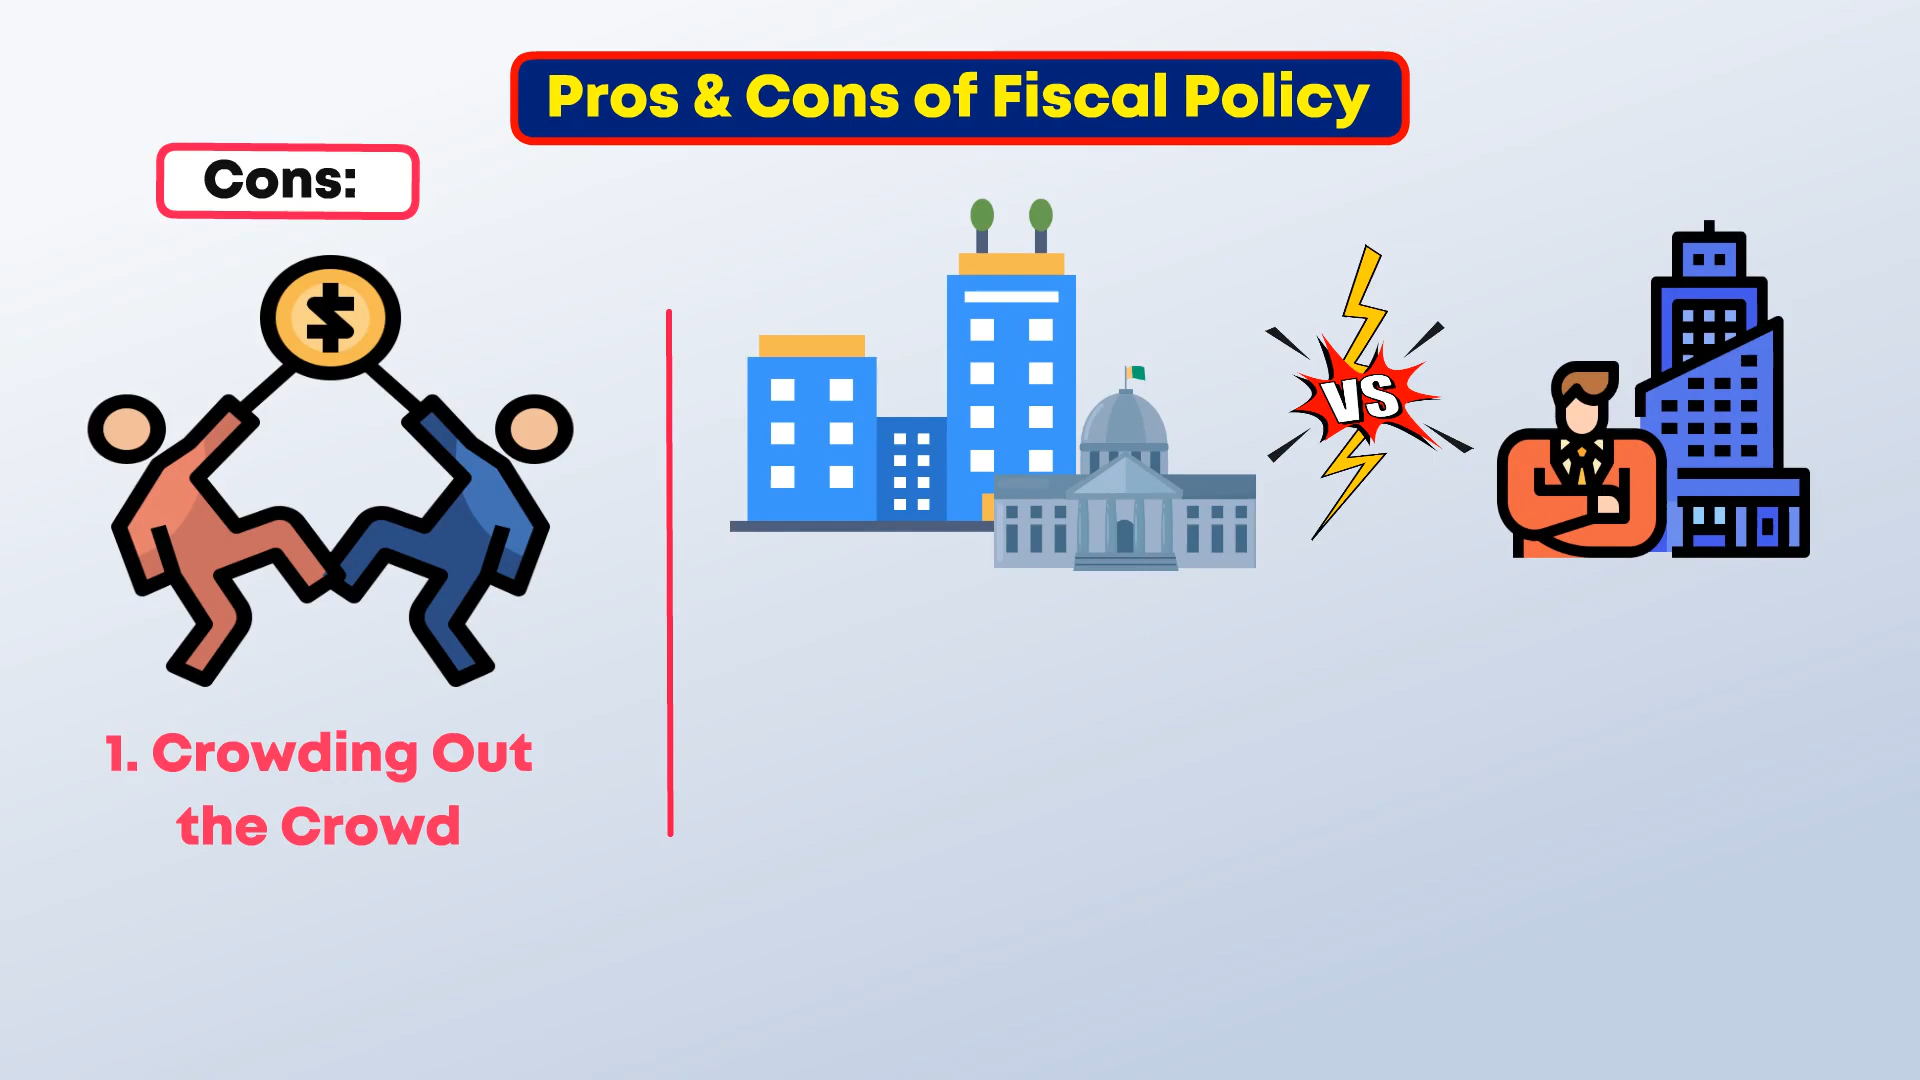 Pros & Cons of Fiscal Policy
Cons:
$
VS
1. Crowding Out
the Crowd